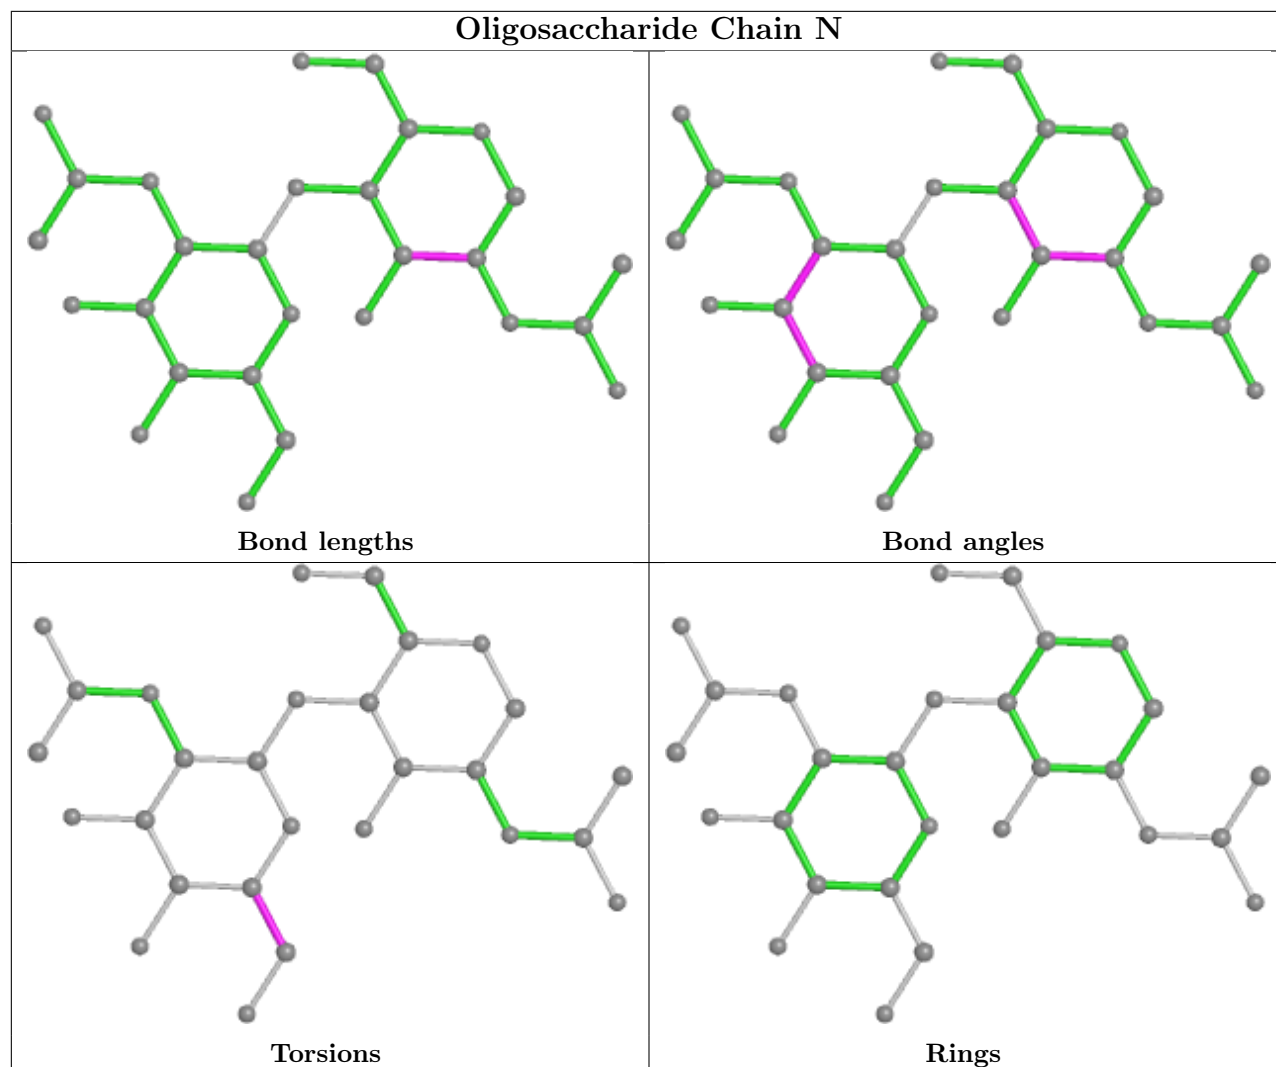 Oligosaccharide Chain N
Bond lengths
Bond angles
Torsions
Rings